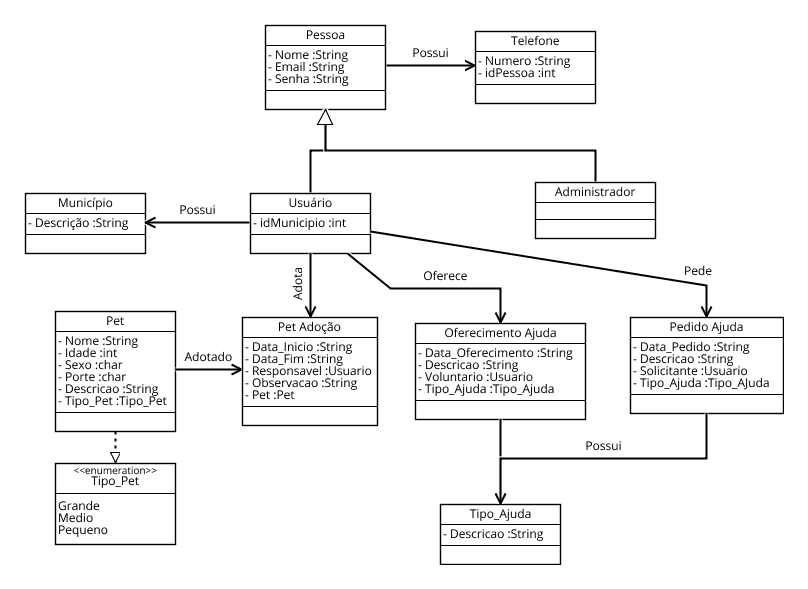 Pessoa
- Nome :String
- Email :String
- Senha :String
Possui
Telefone
- Numero :String
- idPessoa :int
Município
- Descrição :String
Possui
Usuário
- idMunicipio :int
Administrador
Adota
Oferece
Pede
Pet
- Nome :String
- Idade :int
- Sexo :char
- Porte :char
- Descricao :String
- Tipo_Pet :Tipo_Pet
Adotado
Pet Adoção
- Data_Inicio :String
- Data_Fim :String
- Responsavel :Usuario
- Observacao :String
- Pet :Pet
Oferecimento Ajuda
- Data_Oferecimento :String
- Descricao :String
- Voluntario :Usuario
- Tipo_Ajuda :Tipo_Ajuda
Pedido Ajuda
- Data_Pedido :String
- Descricao :String
- Solicitante :Usuario
- Tipo_Ajuda :Tipo_AJuda
Possui
<<enumeration>>
Tipo_Pet
Grande
Medio
Pequeno
Tipo_Ajuda
- Descricao :String